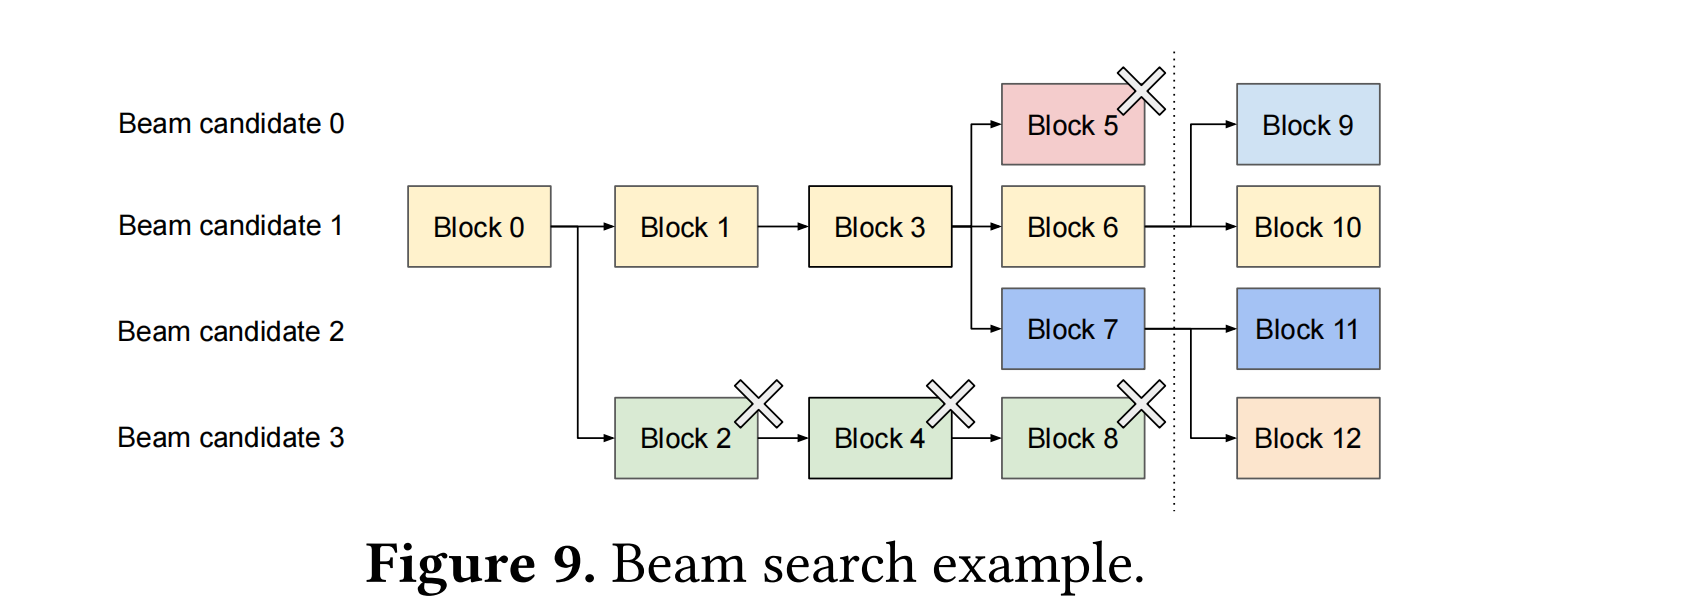 Beam candidate 0
Block 5
Block 9
Beam candidate 1
Block 0
Block 1
Block 3
Block 6
Block 10
Beam candidate 2
Block 7
Block 11
Beam candidate 3
Block 2
Block 4
Block 8
Block 12
Figure 9. Beam search example.